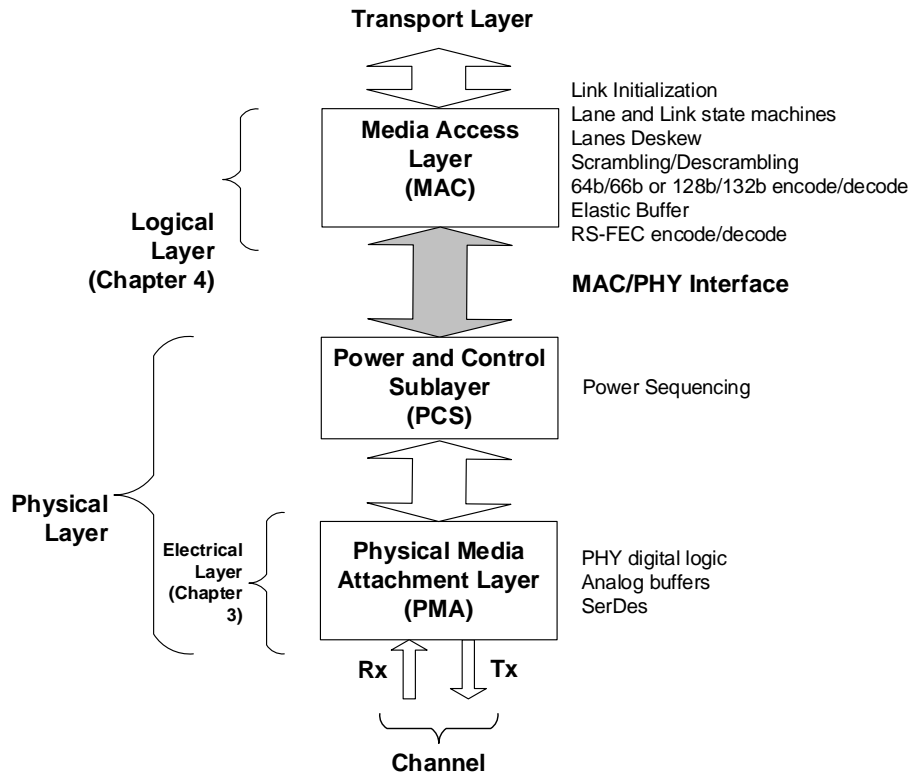 Transport Layer
Media Access
Layer
(MAC)
Link Initialization
Lane and Link state machines
Lanes Deskew
Scrambling/Descrambling
64b/66b or 128b/132b encode/decode
Elastic Buffer
RS-FEC encode/decode
Logical
Layer
(Chapter 4)
MAC/PHY Interface
Power and Control
Sublayer
(PCS)
Power Sequencing
Physical
Layer
Electrical
Layer
(Chapter
3)
Physical Media
Attachment Layer
(PMA)
PHY digital logic
Analog buffers
SerDes
Rx
Tx
Channel